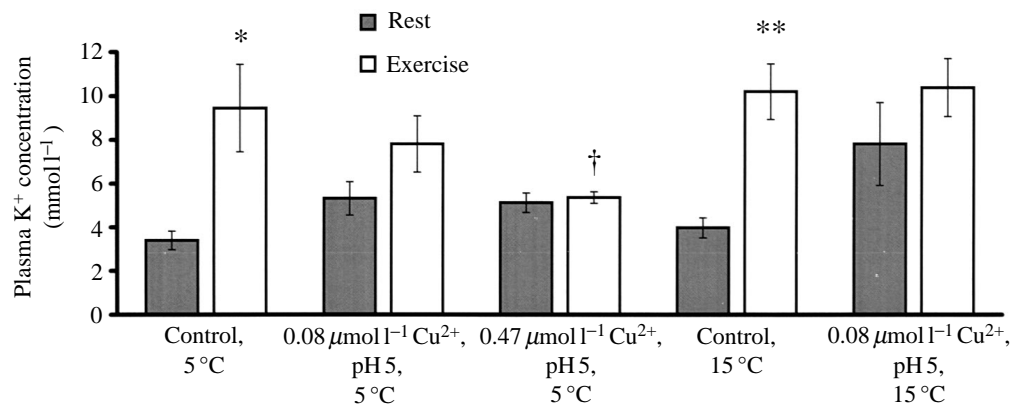 Rest
Exercise
Plasma K⁺ concentration
(mmol l⁻¹)
12
10
8
6
4
2
0
*
†
**
Control,
5 °C
0.08 μmol l⁻¹ Cu²⁺,
pH 5,
5 °C
0.47 μmol l⁻¹ Cu²⁺,
pH 5,
5 °C
Control,
15 °C
0.08 μmol l⁻¹ Cu²⁺,
pH 5,
15 °C